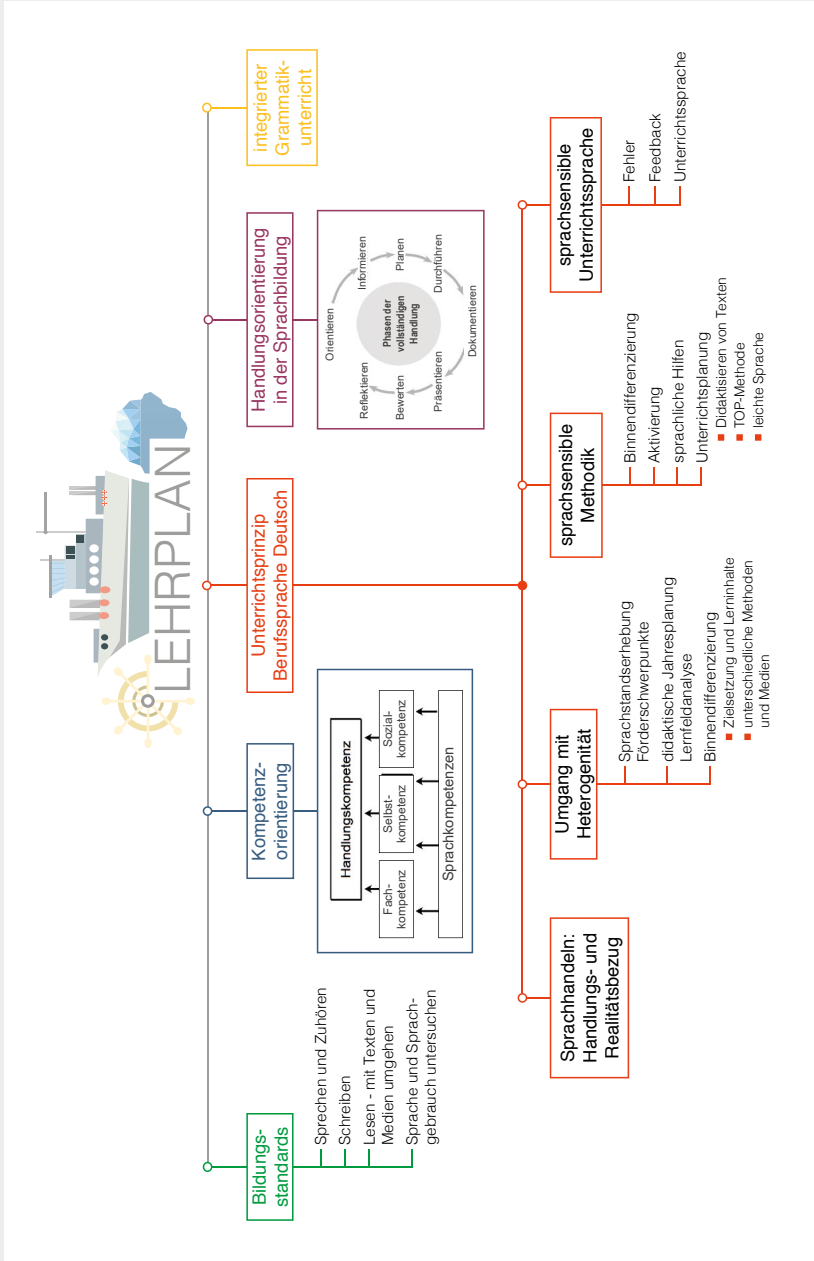 LEHRPLAN
Bildungs-
standards
Sprechen und Zuhören
Schreiben
Lesen - mit Texten und
Medien umgehen
Sprache und Sprach-
gebrauch untersuchen
Kompetenz-
orientierung
Handlungskompetenz
Fach-
kompetenz
Selbst-
kompetenz
Sozial-
kompetenz
Sprachkompetenzen
Unterrichtsprinzip
Berufssprache Deutsch
Handlungsorientierung
in der Sprachbildung
Phasen der
vollständigen
Handlung
Orientieren
Informieren
Planen
Durchführen
Dokumentieren
Präsentieren
Bewerten
Reflektieren
integrierter
Grammatik-
unterricht
Sprachhandeln:
Handlungs- und
Realitätsbezug
Umgang mit
Heterogenität
Sprachstandserhebung
Förderschwerpunkte
didaktische Jahresplanung
Lernfeldanalyse
Binnendifferenzierung
Zielsetzung und Lerninhalte
unterschiedliche Methoden
und Medien
sprachsensible
Methodik
Binnendifferenzierung
Aktivierung
sprachliche Hilfen
Unterrichtsplanung
Didaktisieren von Texten
TOP-Methode
leichte Sprache
sprachsensible
Unterrichtssprache
Fehler
Feedback
Unterrichtssprache